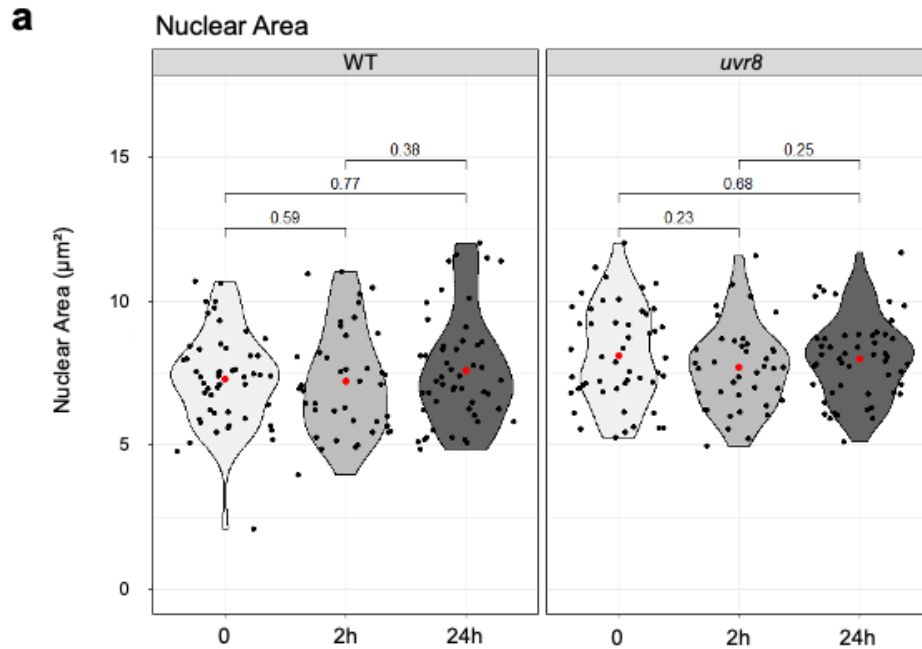 a
Nuclear Area
WT
uvr8
Nuclear Area (µm²)
15
10
5
0
0.38
0.77
0.59
0.25
0.68
0.23
0 2h 24h
0 2h 24h